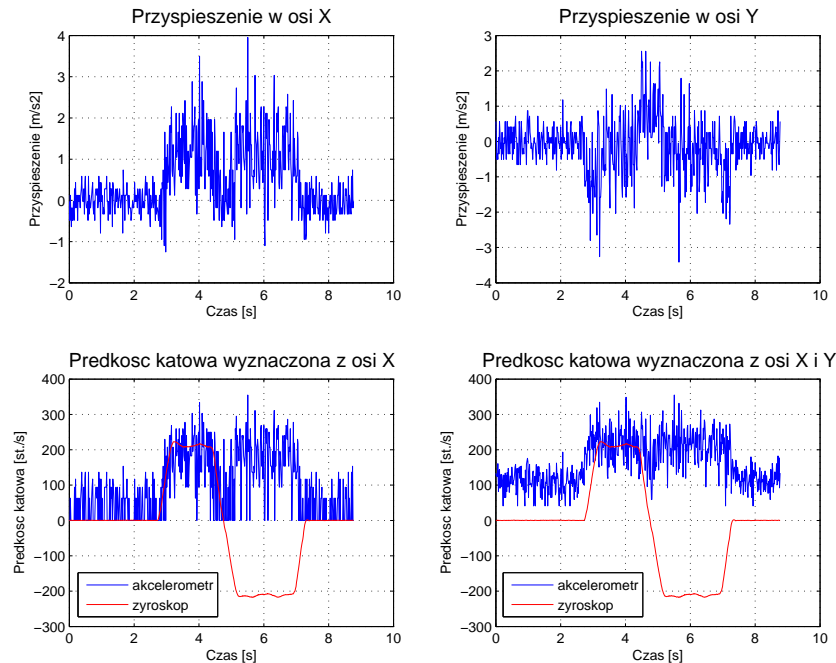 Przyspieszenie w osi X
Przyspieszenie [m/s2]
4
3
2
1
0
−1
−2
0 2 4 6 8 10
Czas [s]
Przyspieszenie w osi Y
Przyspieszenie [m/s2]
3
2
1
0
−1
−2
−3
−4
0 2 4 6 8 10
Czas [s]
Predkosc katowa wyznaczona z osi X
Predkosc katowa [st./s]
400
300
200
100
0
−100
−200
−300
akcelerometr
zyroskop
0 2 4 6 8 10
Czas [s]
Predkosc katowa wyznaczona z osi X i Y
Predkosc katowa [st./s]
400
300
200
100
0
−100
−200
−300
akcelerometr
zyroskop
0 2 4 6 8 10
Czas [s]